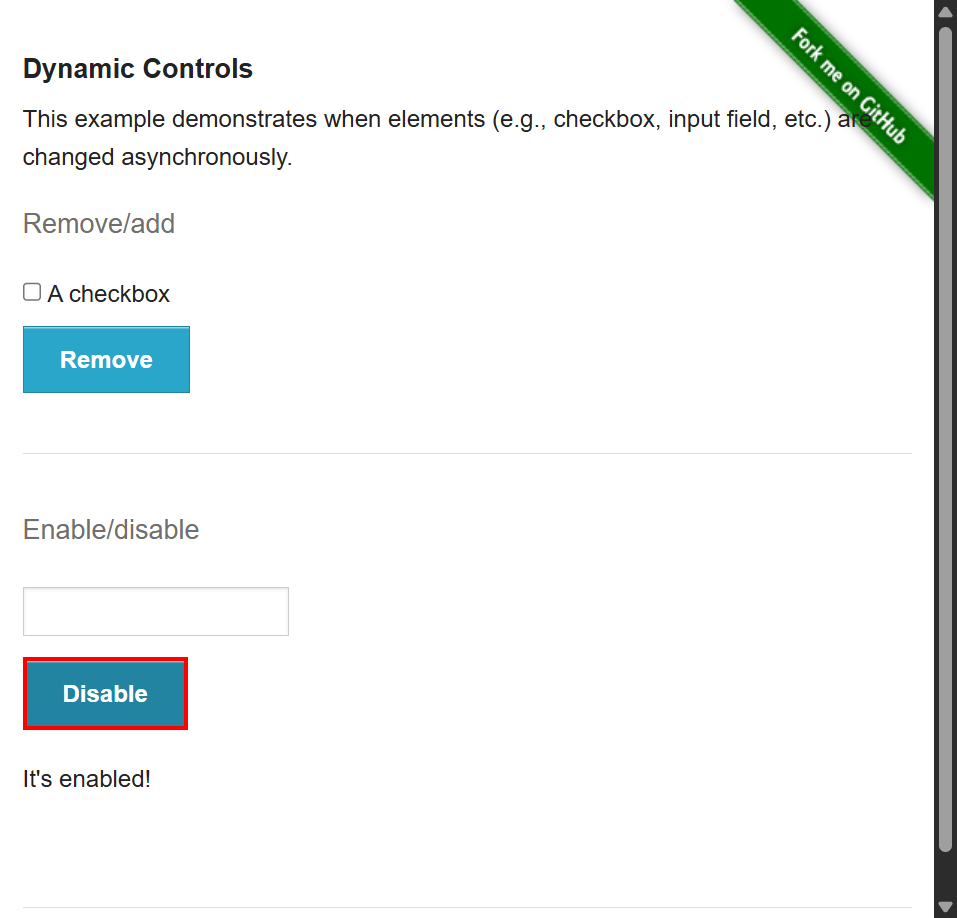 Fork me on GitHub
Dynamic Controls
This example demonstrates when elements (e.g., checkbox, input field, etc.) are
changed asynchronously.
Remove/add
A checkbox
Remove
Enable/disable
Disable
It's enabled!